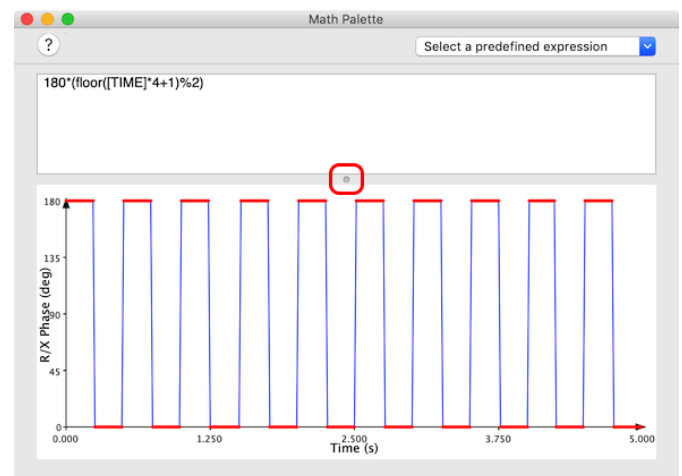 Math Palette
?
Select a predefined expression
180*(floor([TIME]*4+1)%2)
180
135
90
45
0
R/X Phase (deg)
0.000
1.250
2.500
3.750
5.000
Time (s)